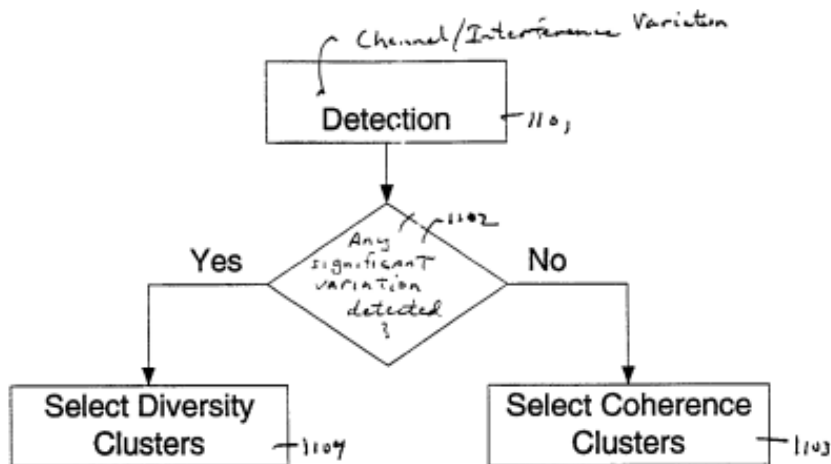 Channel/Interference Variation
Detection
1101
1102
Any
significant
variation
detected
?
Yes
No
Select Diversity
Clusters
1104
Select Coherence
Clusters
1103